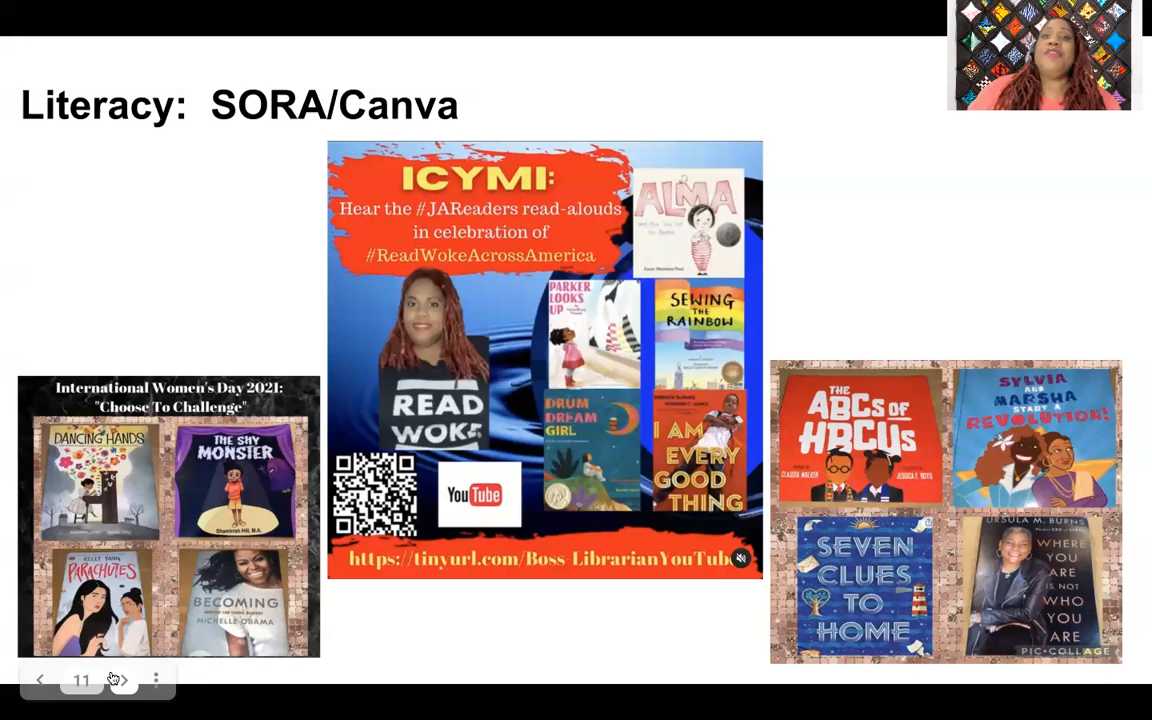 Literacy: SORA/Canva
ICYMI:
Hear the #JAReaders read-alouds
in celebration of
#ReadWokeAcrossAmerica
ALMA
PARKER
LOOKS
UP
SEWING
THE
RAINBOW
READ
WOKE
DRUM
DREAM
GIRL
I AM
EVERY
GOOD
THING
YouTube
https://tinyurl.com/Boss-LibrarianYouTube
International Women's Day 2021:
"Choose To Challenge"
DANCING HANDS
THE SHY
MONSTER
Shamirrah Hill, M.A.
KELLY YANG
PARACHUTES
BECOMING
MICHELLE OBAMA
THE
ABCs OF
HBCUs
CLAUDIA WALKER
JESSICA E. BOYD
SYLVIA
AND
MARSHA
START A
REVOLUTION!
SEVEN
CLUES
TO
HOME
URSULA M. BURNS
WHERE
YOU
ARE
IS NOT
WHO
YOU
ARE
PIC•COLLAGE
11